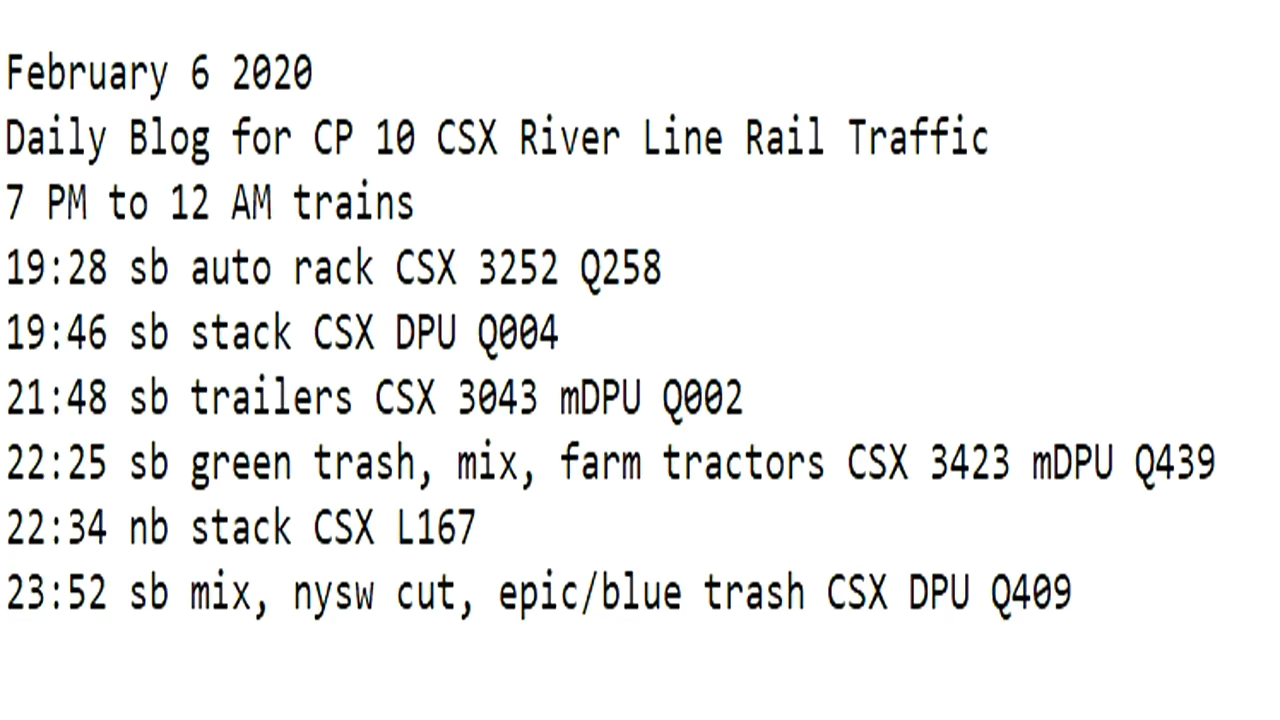 February 6 2020
Daily Blog for CP 10 CSX River Line Rail Traffic
7 PM to 12 AM trains
19:28 sb auto rack CSX 3252 Q258
19:46 sb stack CSX DPU Q004
21:48 sb trailers CSX 3043 mDPU Q002
22:25 sb green trash, mix, farm tractors CSX 3423 mDPU Q439
22:34 nb stack CSX L167
23:52 sb mix, nysw cut, epic/blue trash CSX DPU Q409